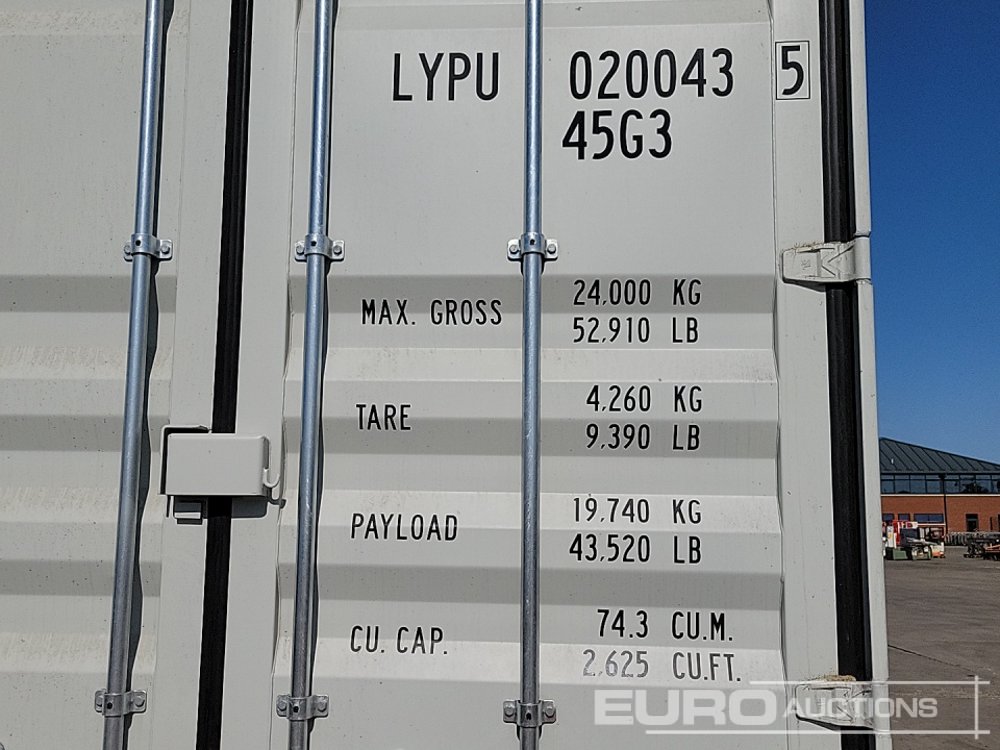 LYPU 020043 5
45G3
MAX. GROSS 24,000 KG
52,910 LB
TARE 4,260 KG
9,390 LB
PAYLOAD 19,740 KG
43,520 LB
CU. CAP. 74.3 CU.M.
2,625 CU.FT.
EURO AUCTIONS